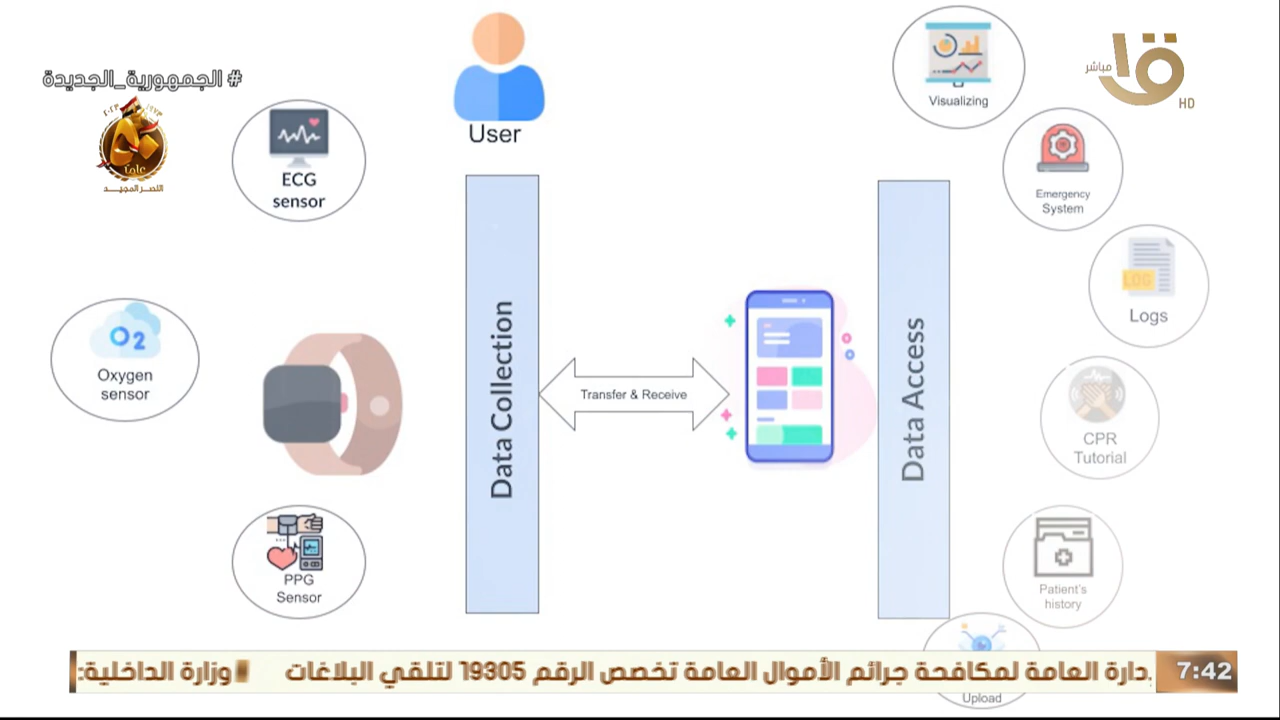 #الجمهورية_الجديدة
عاماً
النصر المجيد
ECG
sensor
Oxygen
sensor
O2
PPG
Sensor
User
Data Collection
Transfer & Receive
Data Access
Visualizing
Emergency
System
LOG
Logs
CPR
Tutorial
Patient's
history
Upload
مباشر
HD
دارة العامة لمكافحة جرائم الأموال العامة تخصص الرقم 19305 لتلقي البلاغات
وزارة الداخلية:
7:42